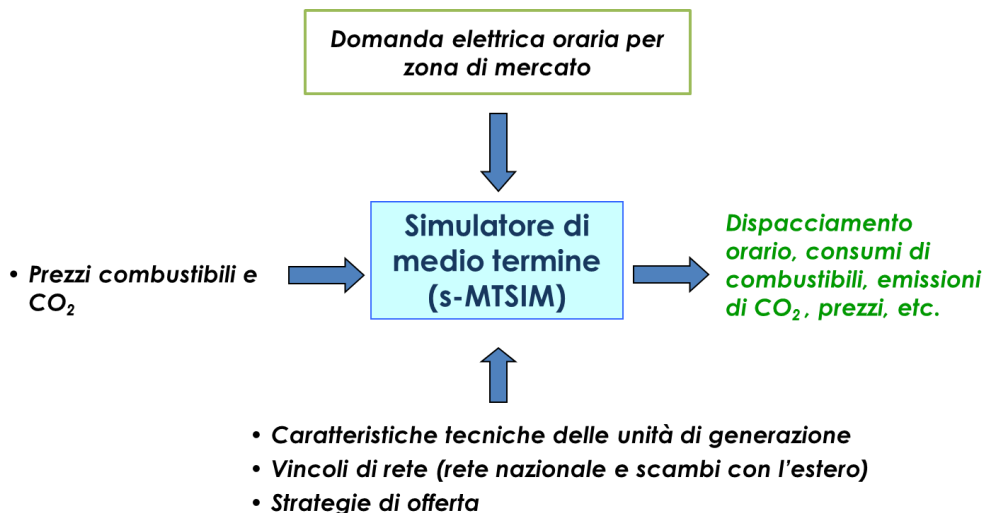 Domanda elettrica oraria per
zona di mercato
Simulatore di
medio termine
(s-MTSIM)
• Prezzi combustibili e
CO₂
Dispacciamento
orario, consumi di
combustibili, emissioni
di CO₂ , prezzi, etc.
• Caratteristiche tecniche delle unità di generazione
• Vincoli di rete (rete nazionale e scambi con l'estero)
• Strategie di offerta